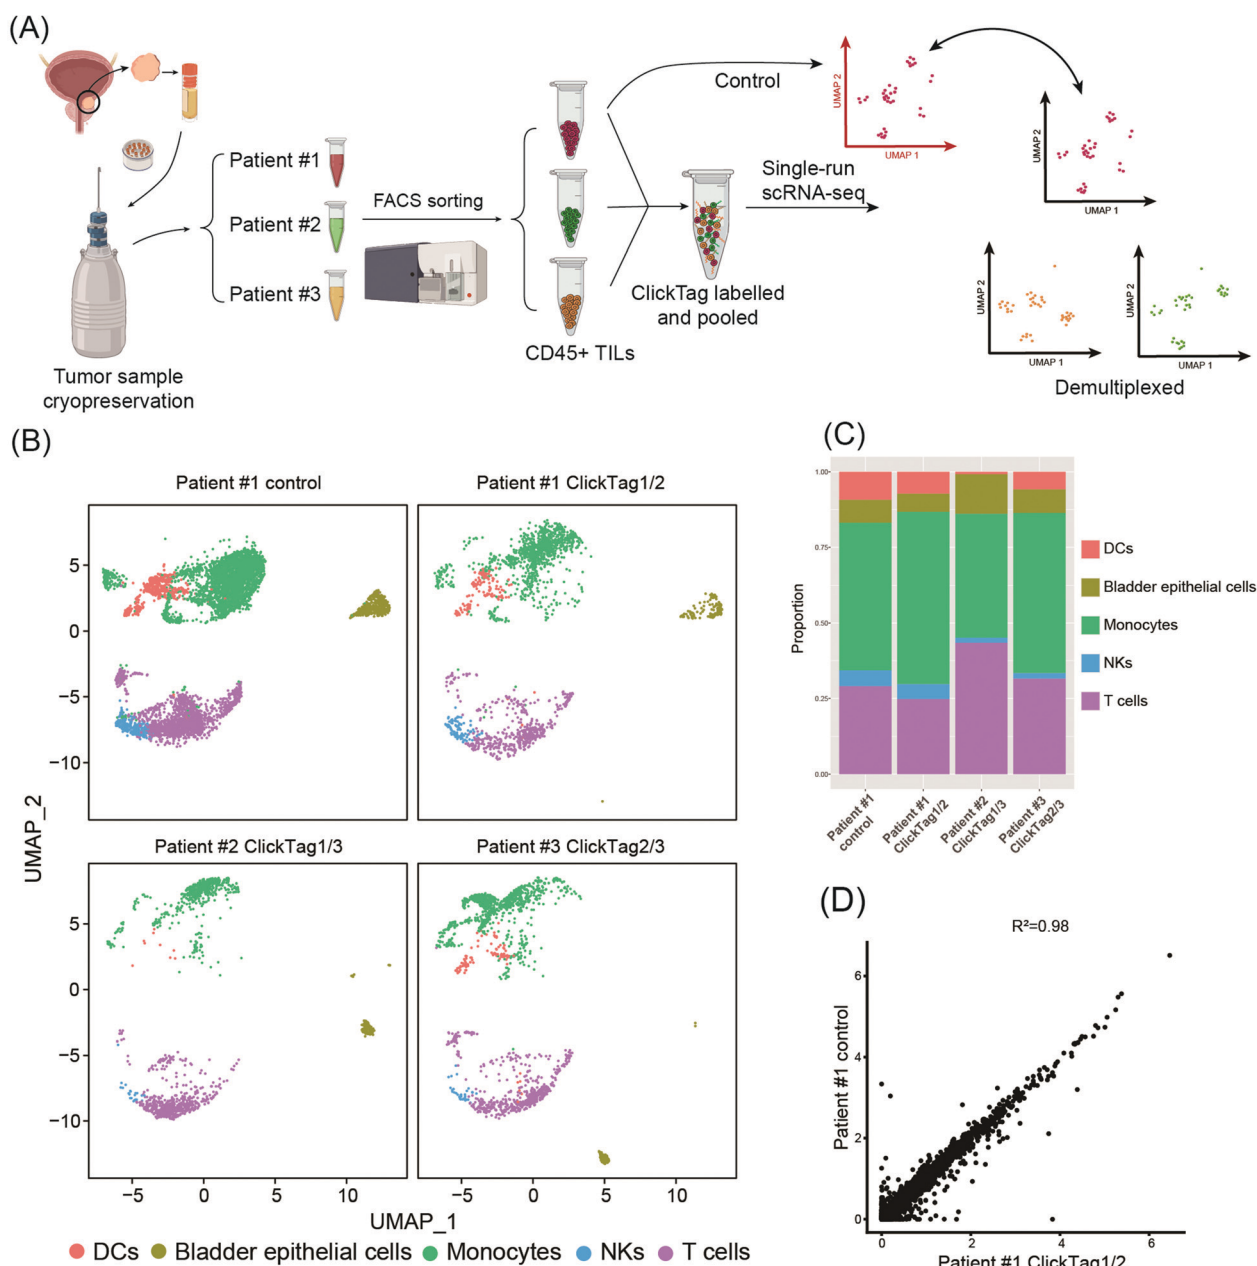 (A)
Control
UMAP 2
UMAP 1
UMAP 2
UMAP 1
Patient #1
Patient #2
Patient #3
FACS sorting
CD45+ TILs
ClickTag labelled
and pooled
Single-run
scRNA-seq
UMAP 2
UMAP 1
UMAP 2
UMAP 1
Demultiplexed
Tumor sample
cryopreservation
(B)
Patient #1 control
Patient #1 ClickTag1/2
5
0
−5
−10
UMAP_2
Patient #2 ClickTag1/3
Patient #3 ClickTag2/3
5
0
−5
−10
−5 0 5 10
−5 0 5 10
UMAP_1
DCs Bladder epithelial cells Monocytes NKs T cells
(C)
1.00
0.75
0.50
0.25
0.00
Proportion
Patient #1
control
Patient #1
ClickTag1/2
Patient #2
ClickTag1/3
Patient #3
ClickTag2/3
DCs
Bladder epithelial cells
Monocytes
NKs
T cells
(D)
R²=0.98
6
4
2
0
Patient #1 control
0 2 4 6
Patient #1 ClickTag1/2